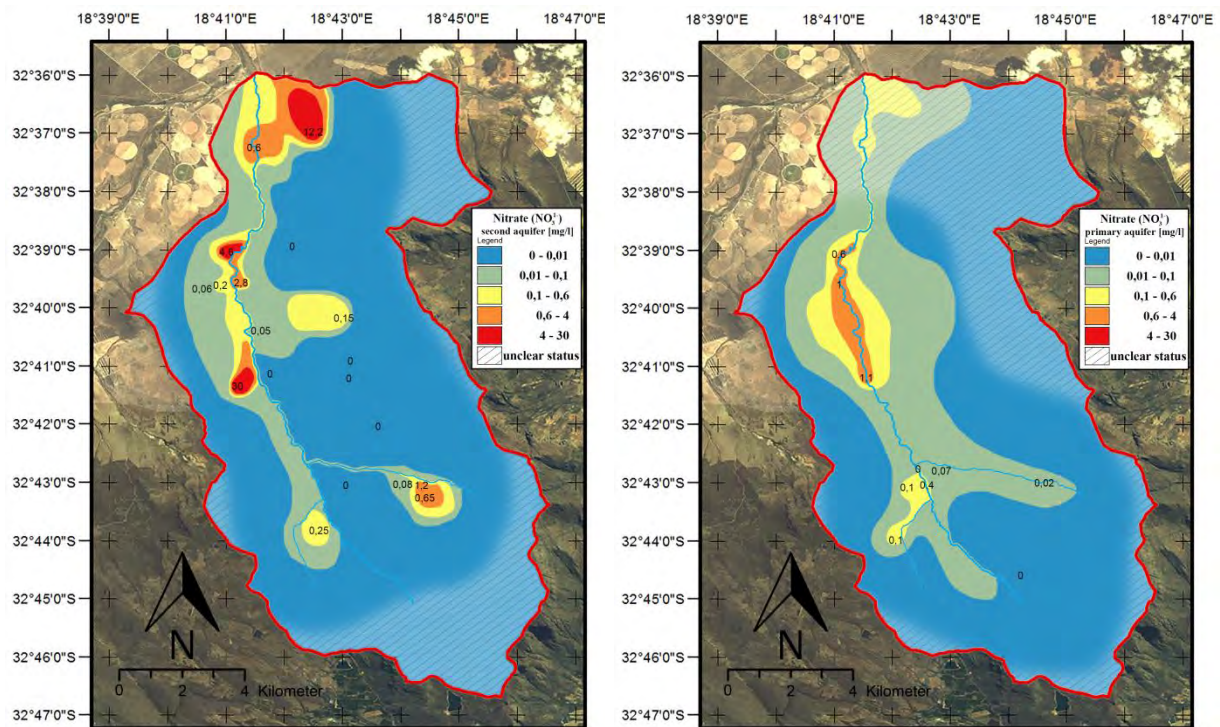 18°39'0"E 18°41'0"E 18°43'0"E 18°45'0"E 18°47'0"E
32°36'0"S
32°37'0"S
32°38'0"S
32°39'0"S
32°40'0"S
32°41'0"S
32°42'0"S
32°43'0"S
32°44'0"S
32°45'0"S
32°46'0"S
32°47'0"S
12,2
0,6
0
2,8
0,06
0,2
0,15
0,05
0
0
0
30
0
0
0,08
1,2
0,65
0,25
Nitrate (NO₃¹⁻)
second aquifer [mg/l]
Legend
0 - 0,01
0,01 - 0,1
0,1 - 0,6
0,6 - 4
4 - 30
unclear status
N
0 2 4
Kilometer
18°39'0"E 18°41'0"E 18°43'0"E 18°45'0"E 18°47'0"E
32°36'0"S
32°37'0"S
32°38'0"S
32°39'0"S
32°40'0"S
32°41'0"S
32°42'0"S
32°43'0"S
32°44'0"S
32°45'0"S
32°46'0"S
32°47'0"S
0,6
1
1,1
0
0,07
0,02
0,1
0,4
0,1
0
Nitrate (NO₃¹⁻)
primary aquifer [mg/l]
Legend
0 - 0,01
0,01 - 0,1
0,1 - 0,6
0,6 - 4
4 - 30
unclear status
N
0 2 4
Kilometer